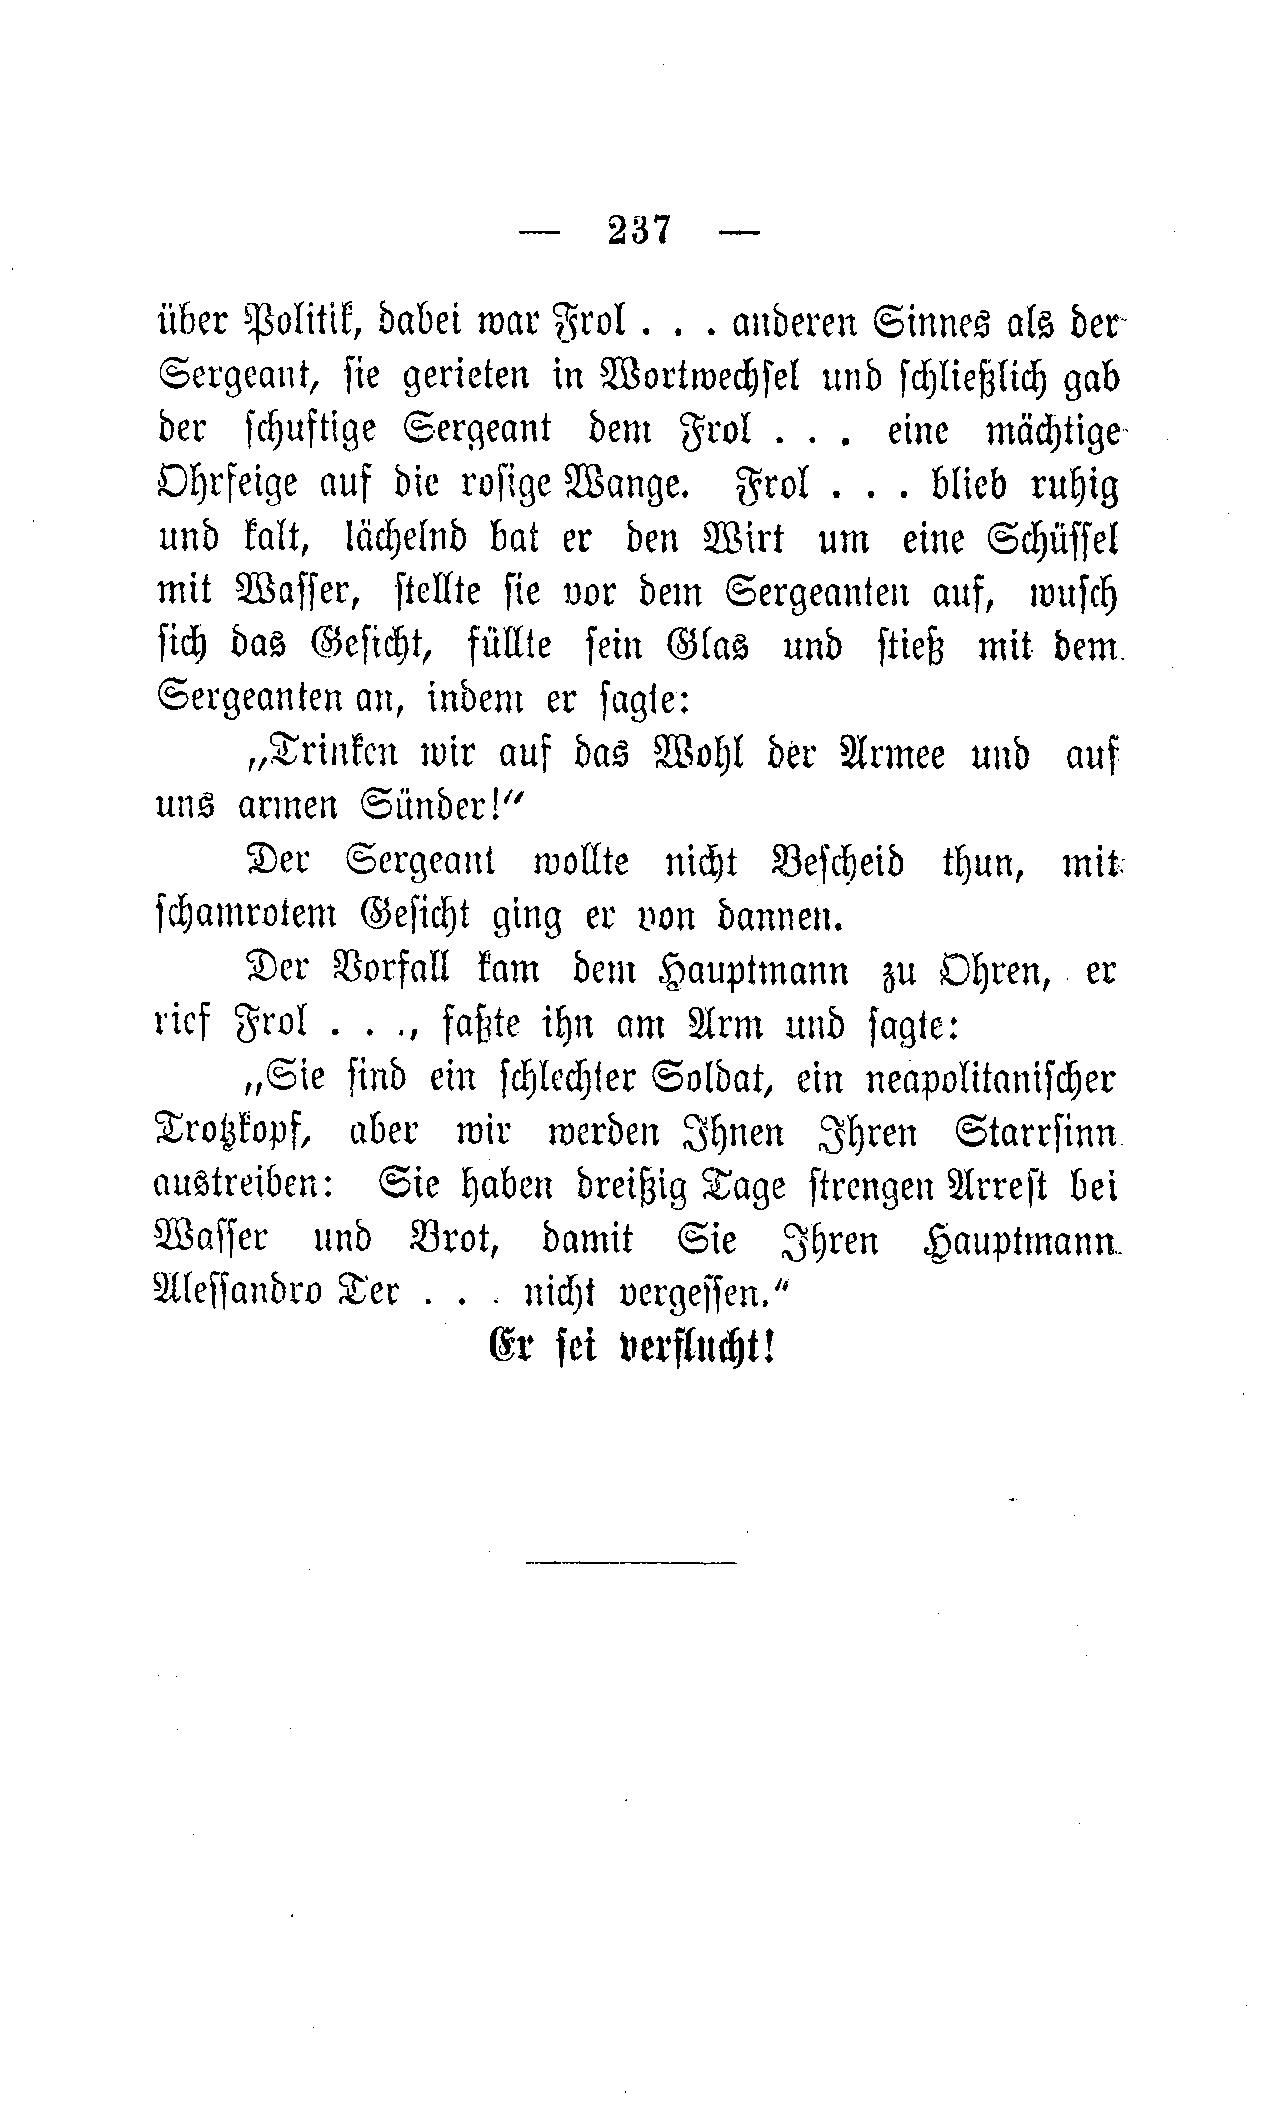 — 237 —
über Politik, dabei war Frol . . . anderen Sinnes als der
Sergeant, sie gerieten in Wortwechsel und schließlich gab
der schuftige Sergeant dem Frol . . . eine mächtige
Ohrfeige auf die rosige Wange. Frol . . . blieb ruhig
und kalt, lächelnd bat er den Wirt um eine Schüssel
mit Wasser, stellte sie vor dem Sergeanten auf, wusch
sich das Gesicht, füllte sein Glas und stieß mit dem
Sergeanten an, indem er sagte:
„Trinken wir auf das Wohl der Armee und auf
uns armen Sünder!“
Der Sergeant wollte nicht Bescheid thun, mit
schamrotem Gesicht ging er von dannen.
Der Vorfall kam dem Hauptmann zu Ohren, er
rief Frol . . ., faßte ihn am Arm und sagte:
„Sie sind ein schlechter Soldat, ein neapolitanischer
Trotzkopf, aber wir werden Ihnen Ihren Starrsinn
austreiben: Sie haben dreißig Tage strengen Arrest bei
Wasser und Brot, damit Sie Ihren Hauptmann
Alessandro Ter . . . nicht vergessen.“
Er sei verflucht!